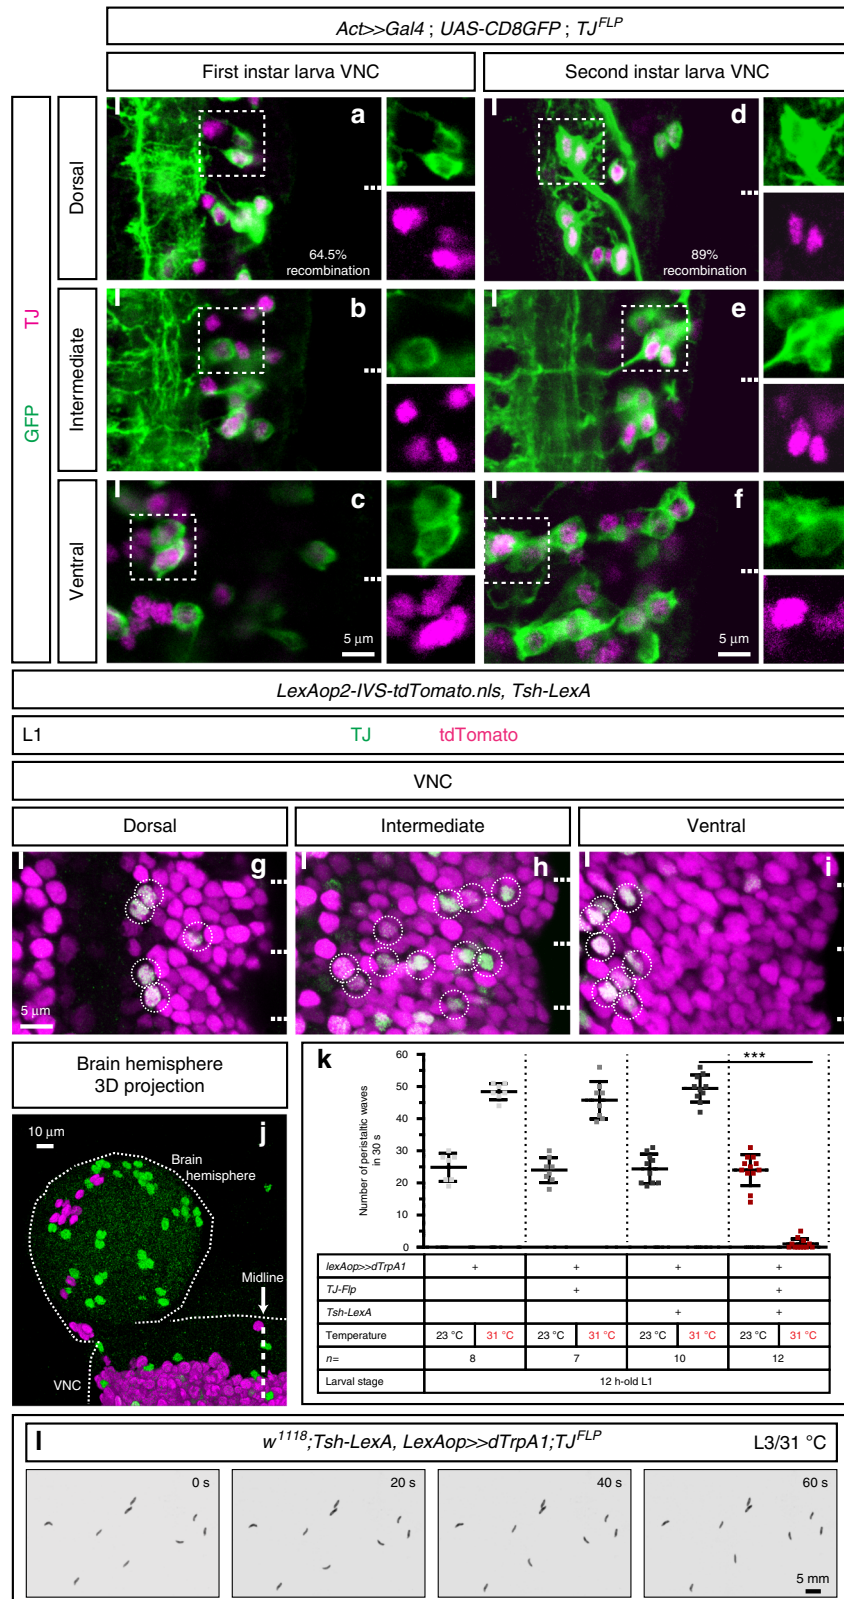 Act>>Gal4 ; UAS-CD8GFP ; TJ^FLP
First instar larva VNC
Second instar larva VNC
GFP TJ
Dorsal
a
64.5%
recombination
d
89%
recombination
Intermediate
b
e
Ventral
c
5 µm
f
5 µm
LexAop2-IVS-tdTomato.nls, Tsh-LexA
L1 TJ tdTomato
VNC
Dorsal
Intermediate
Ventral
g
5 µm
h
i
Brain hemisphere
3D projection
j
10 µm
Brain
hemisphere
Midline
VNC
k
Number of peristaltic waves
in 30 s
60
50
40
30
20
10
0
***
lexAop>>dTrpA1 + + + +
TJ-Flp + +
Tsh-LexA + +
Temperature 23 °C 31 °C 23 °C 31 °C 23 °C 31 °C 23 °C 31 °C
n= 8 7 10 12
Larval stage 12 h-old L1
l
w^1118;Tsh-LexA, LexAop>>dTrpA1;TJ^FLP
L3/31 °C
0 s
20 s
40 s
60 s
5 mm